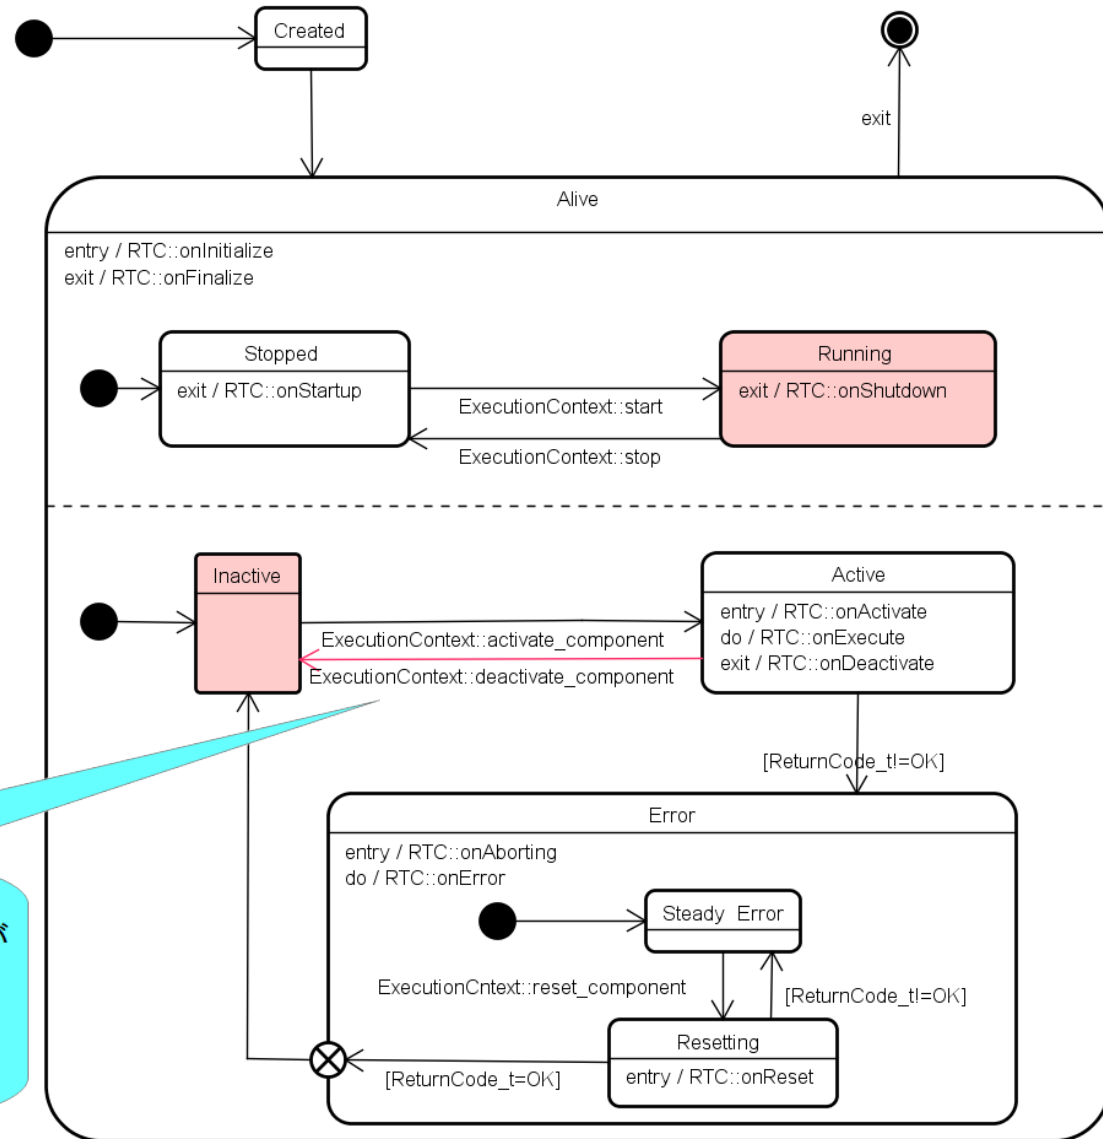 Created
exit
Alive
entry / RTC::onInitialize
exit / RTC::onFinalize
Stopped
exit / RTC::onStartup
Running
exit / RTC::onShutdown
ExecutionContext::start
ExecutionContext::stop
Inactive
Active
entry / RTC::onActivate
do / RTC::onExecute
exit / RTC::onDeactivate
ExecutionContext::activate_component
ExecutionContext::deactivate_component
[ReturnCode_t!=OK]
Error
entry / RTC::onAborting
do / RTC::onError
Steady Error
ExecutionCntext::reset_component
[ReturnCode_t!=OK]
Resetting
entry / RTC::onReset
[ReturnCode_t=OK]